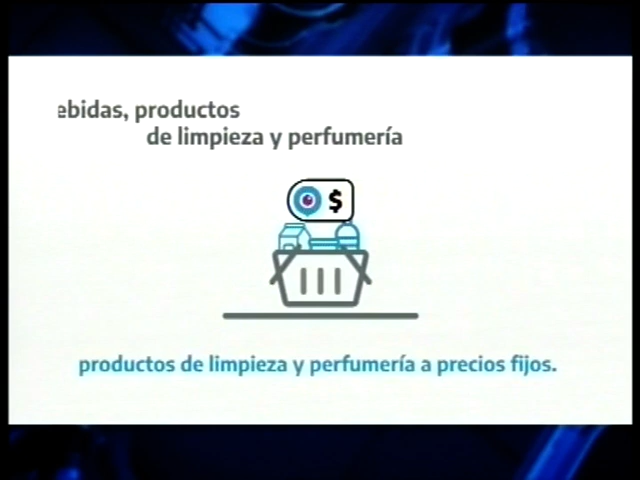 ebidas, productos
de limpieza y perfumería
$
productos de limpieza y perfumería a precios fijos.